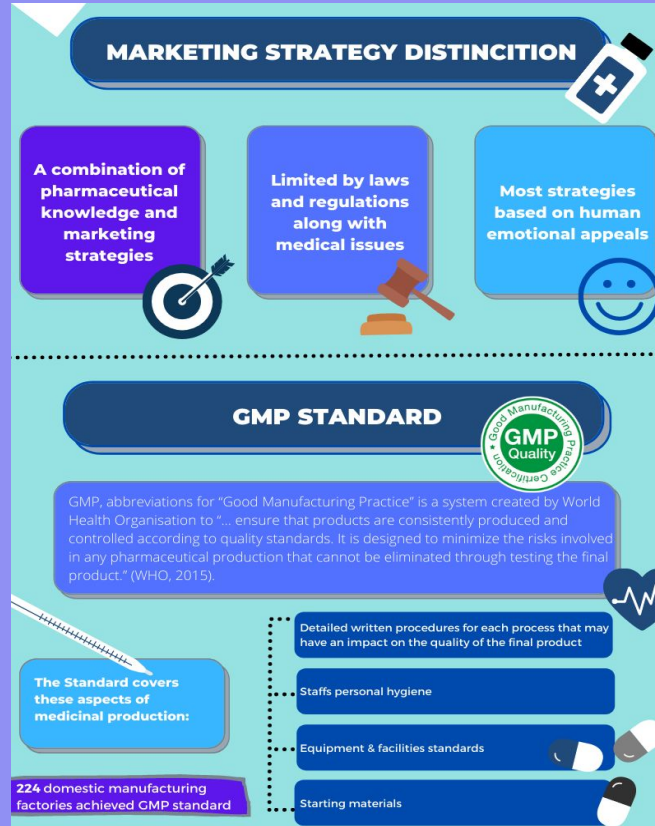 MARKETING STRATEGY DISTINCITION
A combination of
pharmaceutical
knowledge and
marketing
strategies
Limited by laws
and regulations
along with
medical issues
Most strategies
based on human
emotional appeals
GMP STANDARD
Good Manufacturing
Practice Certification
GMP
Quality
GMP, abbreviations for “Good Manufacturing Practice” is a system created by World
Health Organisation to “... ensure that products are consistently produced and
controlled according to quality standards. It is designed to minimize the risks involved
in any pharmaceutical production that cannot be eliminated through testing the final
product.” (WHO, 2015).
The Standard covers
these aspects of
medicinal production:
Detailed written procedures for each process that may
have an impact on the quality of the final product
Staffs personal hygiene
Equipment & facilities standards
Starting materials
224 domestic manufacturing
factories achieved GMP standard